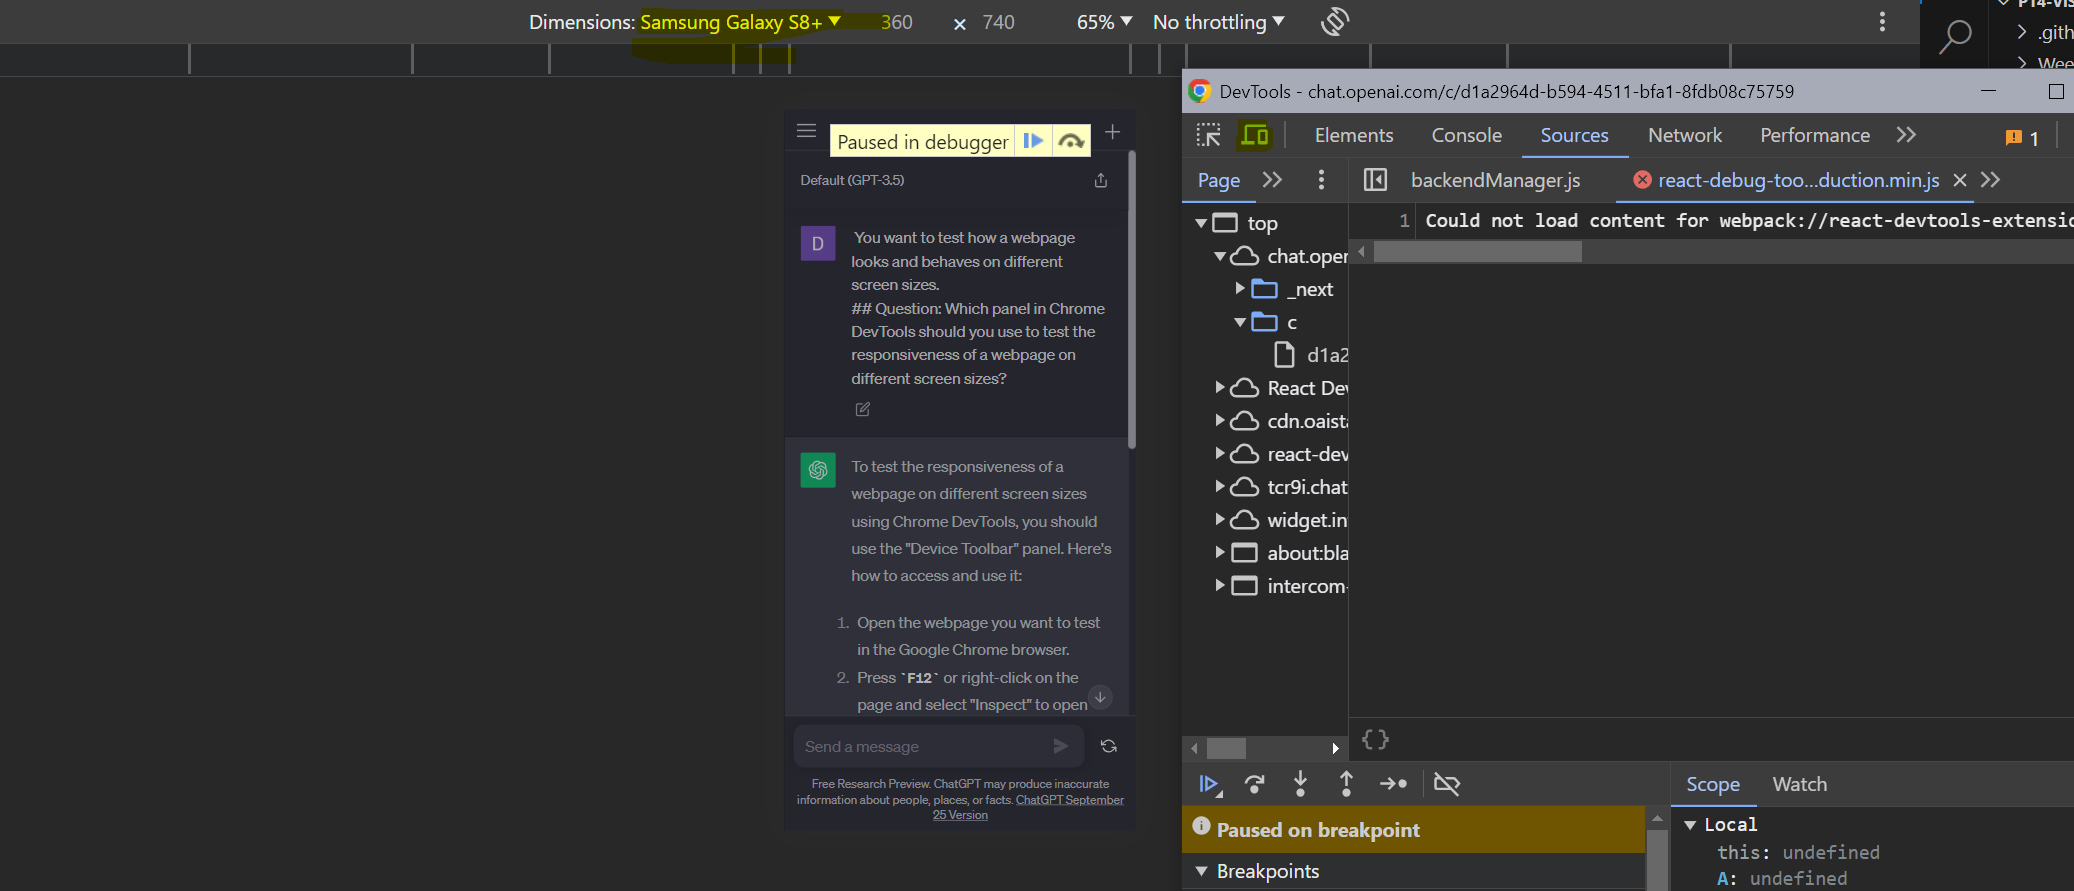 Dimensions: Samsung Galaxy S8+ 360 × 740 65% No throttling
.gith
DevTools - chat.openai.com/c/d1a2964d-b594-4511-bfa1-8fdb08c75759
Elements Console Sources Network Performance 1
Page backendManager.js react-debug-too...duction.min.js
1 Could not load content for webpack://react-devtools-extensio
top
chat.oper
_next
c
d1a2
React Dev
cdn.oaista
react-dev
tcr9i.chat
widget.in
about:bla
intercom-
{}
Scope Watch
Paused on breakpoint
Local
this: undefined
Breakpoints
A: undefined
Paused in debugger
Default (GPT-3.5)
D
You want to test how a webpage
looks and behaves on different
screen sizes.
## Question: Which panel in Chrome
DevTools should you use to test the
responsiveness of a webpage on
different screen sizes?
To test the responsiveness of a
webpage on different screen sizes
using Chrome DevTools, you should
use the "Device Toolbar" panel. Here's
how to access and use it:
1. Open the webpage you want to test
in the Google Chrome browser.
2. Press `F12` or right-click on the
page and select "Inspect" to open
Send a message
Free Research Preview. ChatGPT may produce inaccurate
information about people, places, or facts. ChatGPT September
25 Version